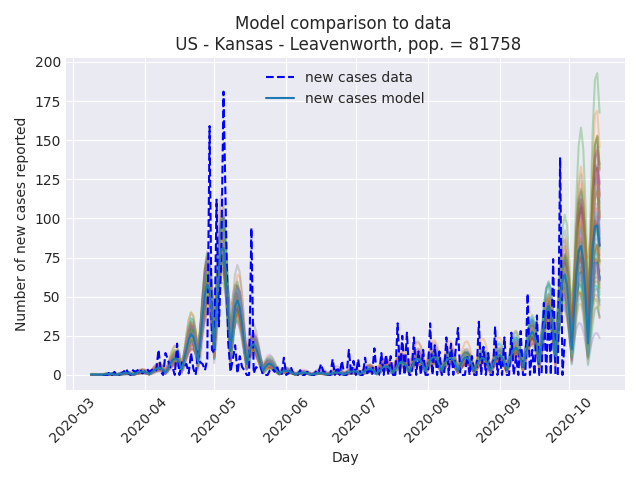 Model comparison to data
US - Kansas - Leavenworth, pop. = 81758
new cases data
new cases model
Number of new cases reported
200
175
150
125
100
75
50
25
0
2020-03
2020-04
2020-05
2020-06
2020-07
2020-08
2020-09
2020-10
Day